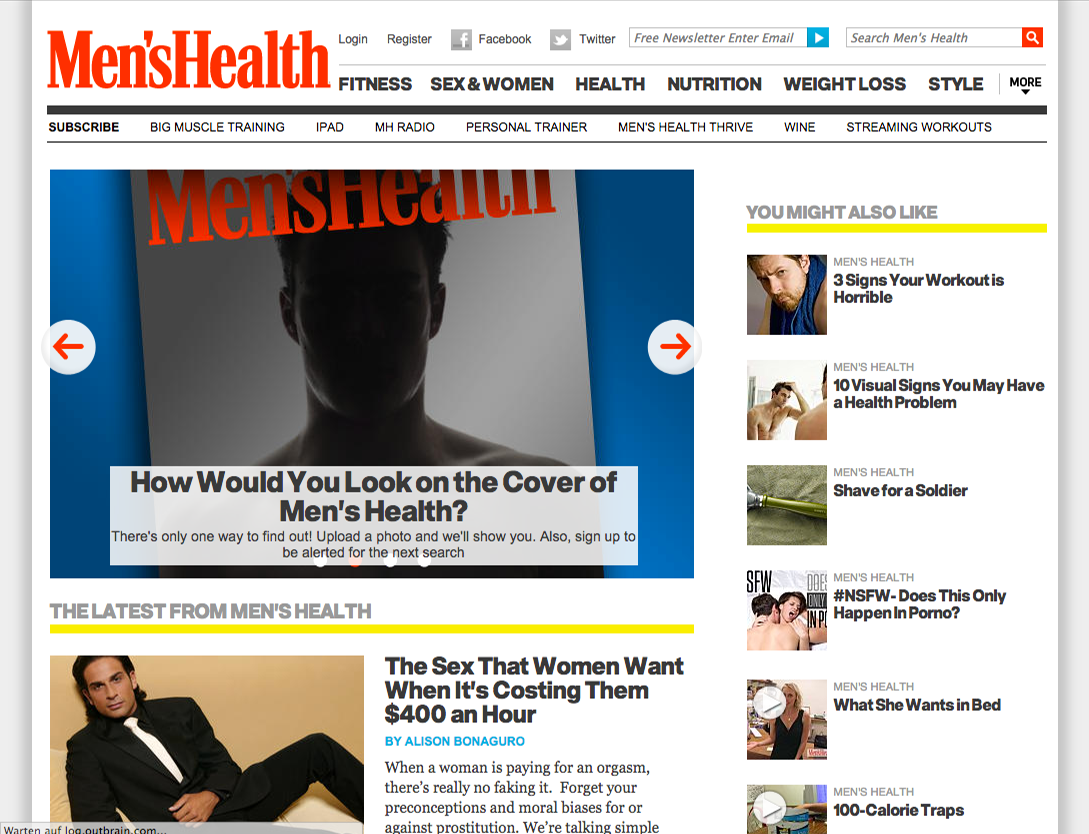 Men'sHealth
Login Register Facebook Twitter Free Newsletter Enter Email Search Men's Health
FITNESS SEX & WOMEN HEALTH NUTRITION WEIGHT LOSS STYLE MORE
SUBSCRIBE BIG MUSCLE TRAINING IPAD MH RADIO PERSONAL TRAINER MEN'S HEALTH THRIVE WINE STREAMING WORKOUTS
Men'sHealth
How Would You Look on the Cover of
Men's Health?
There's only one way to find out! Upload a photo and we'll show you. Also, sign up to
be alerted for the next search
THE LATEST FROM MEN'S HEALTH
The Sex That Women Want
When It's Costing Them
$400 an Hour
BY ALISON BONAGURO
When a woman is paying for an orgasm,
there's really no faking it. Forget your
preconceptions and moral biases for or
against prostitution. We're talking simple
YOU MIGHT ALSO LIKE
MEN'S HEALTH
3 Signs Your Workout is
Horrible
MEN'S HEALTH
10 Visual Signs You May Have
a Health Problem
MEN'S HEALTH
Shave for a Soldier
SFW DOES
ONLY
IN P
MEN'S HEALTH
#NSFW- Does This Only
Happen In Porno?
MEN'S HEALTH
What She Wants in Bed
MEN'S HEALTH
100-Calorie Traps
Warten auf log.outbrain.com...